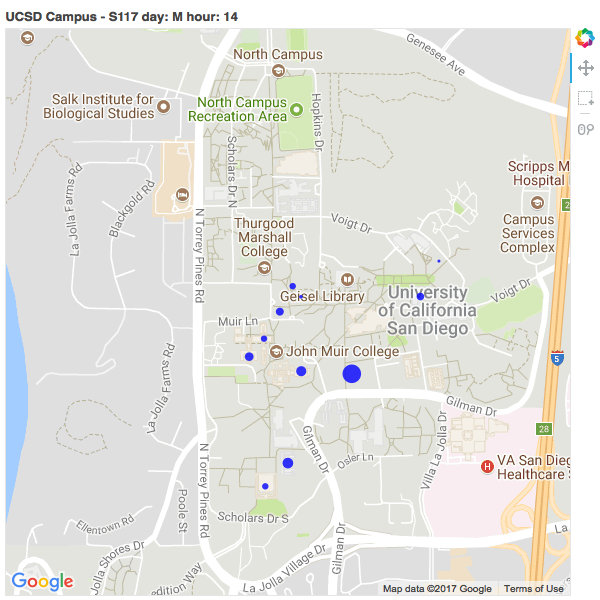 UCSD Campus - S117 day: M hour: 14
Genesee Ave
North Campus
Salk Institute for
Biological Studies
North Campus
Recreation Area
Hopkins Dr
Scholars Dr N
La Jolla Farms Rd
Blackgold Rd
Scripps M
Hospital
2
N Torrey Pines Rd
Thurgood
Marshall
College
Voigt Dr
Campus
Services
Complex
Geisel Library
University
of California
San Diego
Voigt Dr
Muir Ln
John Muir College
5
La Jolla Farms Rd
Gilman Dr
Gilman Dr
Villa La Jolla Dr
28
N Torrey Pines Rd
Osler Ln
VA San Dieg
Healthcare S
H
Poole St
Ellentown Rd
Scholars Dr S
La
Gilman Dr
La Jolla Shores Dr
edition Way
La Jolla Village Dr
Google
Map data ©2017 Google
Terms of Use